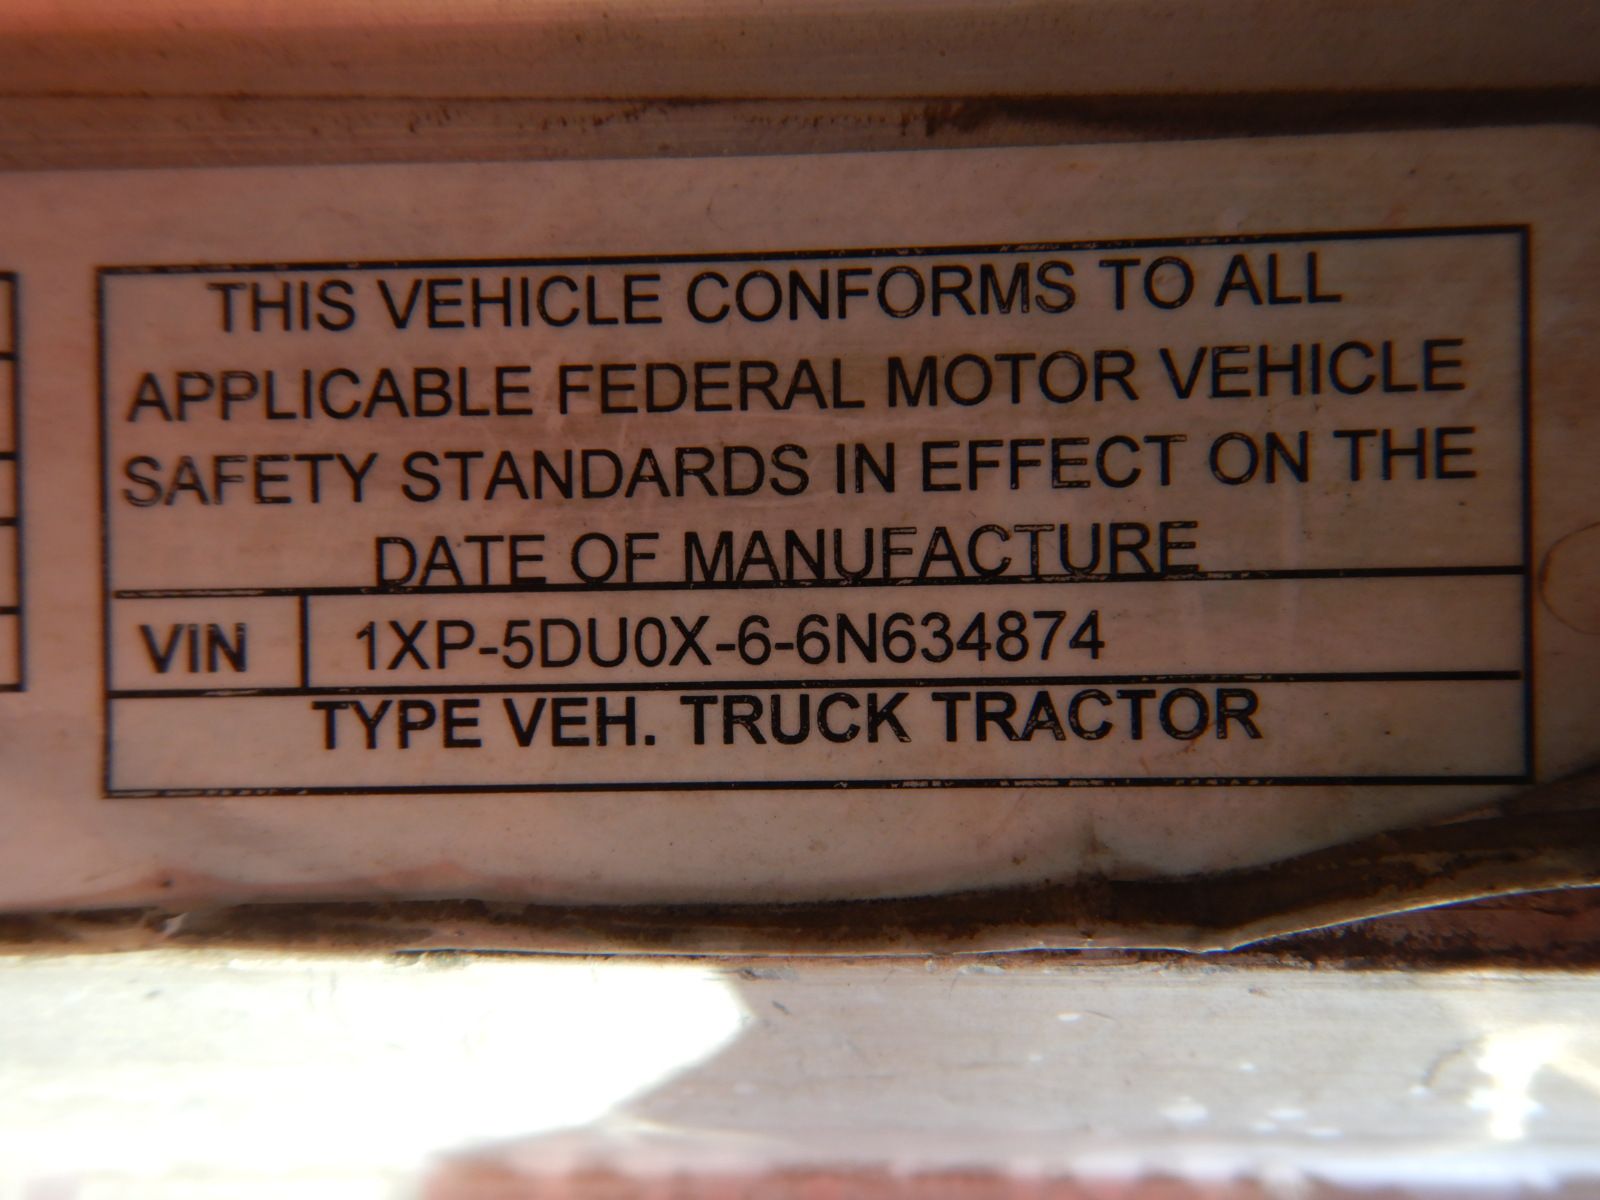 THIS VEHICLE CONFORMS TO ALL
APPLICABLE FEDERAL MOTOR VEHICLE
SAFETY STANDARDS IN EFFECT ON THE
DATE OF MANUFACTURE
VIN 1XP-5DU0X-6-6N634874
TYPE VEH. TRUCK TRACTOR